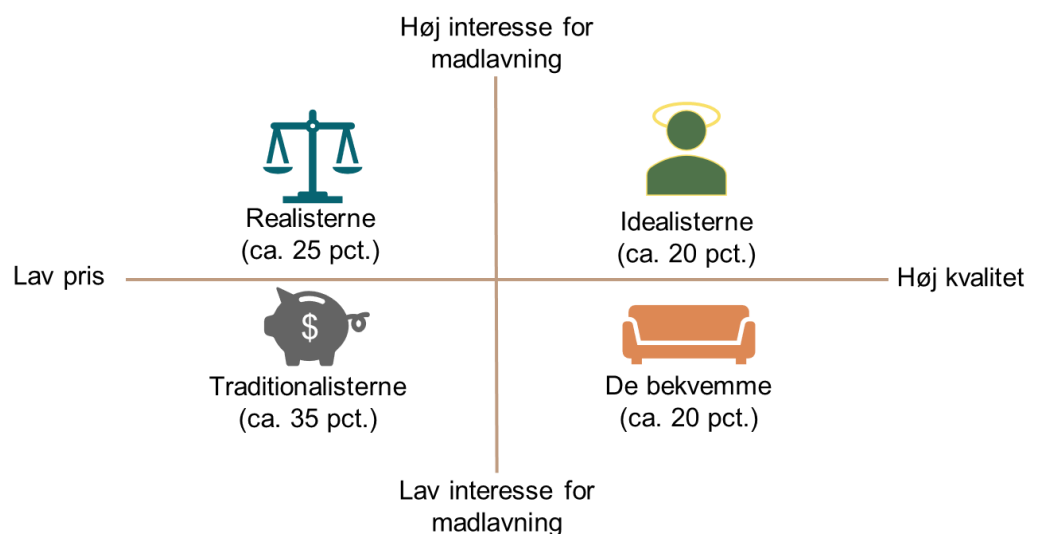 Høj interesse for
madlavning
Realisterne
(ca. 25 pct.)
Idealisterne
(ca. 20 pct.)
Lav pris
Høj kvalitet
$
Traditionalisterne
(ca. 35 pct.)
De bekvemme
(ca. 20 pct.)
Lav interesse for
madlavning